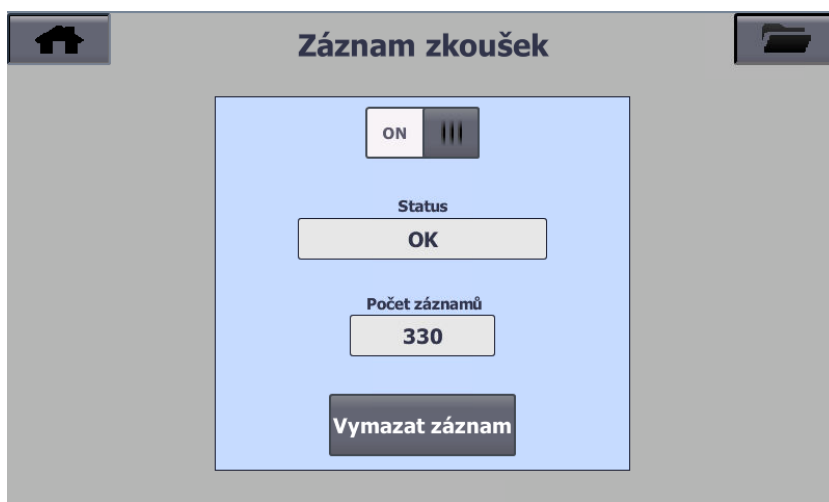 Záznam zkoušek
ON
Status
OK
Počet záznamů
330
Vymazat záznam